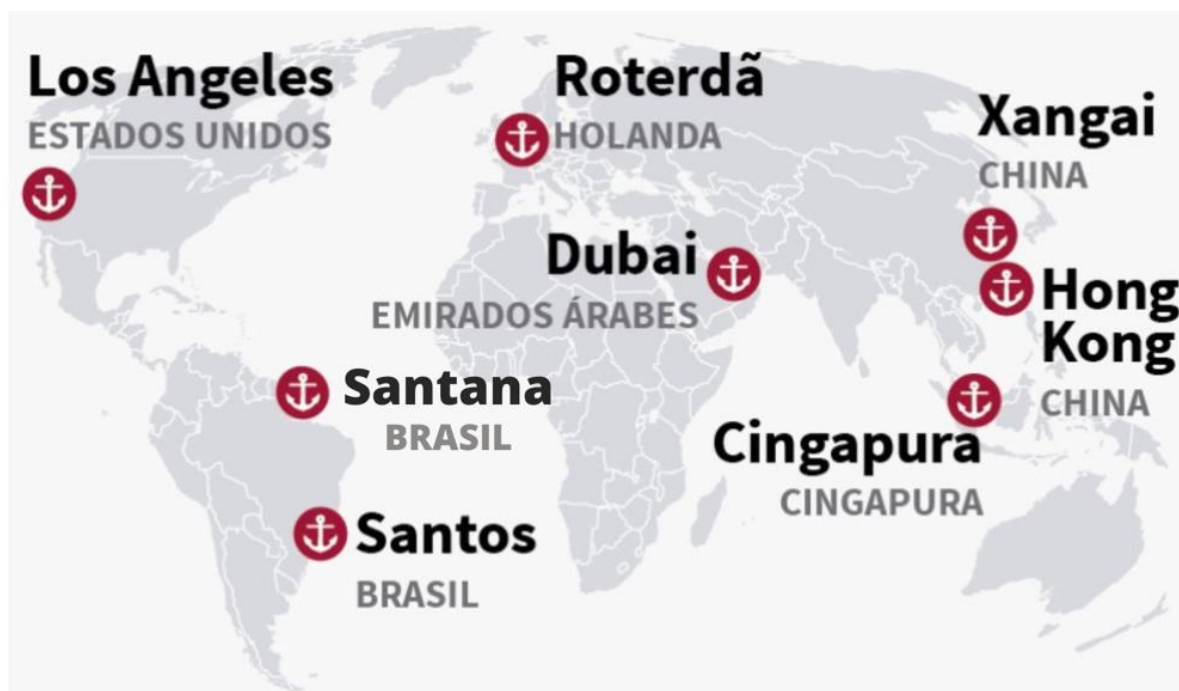 Los Angeles
ESTADOS UNIDOS
Roterdã
HOLANDA
Xangai
CHINA
Dubai
EMIRADOS ÁRABES
Hong
Kong
CHINA
Santana
BRASIL
Cingapura
CINGAPURA
Santos
BRASIL